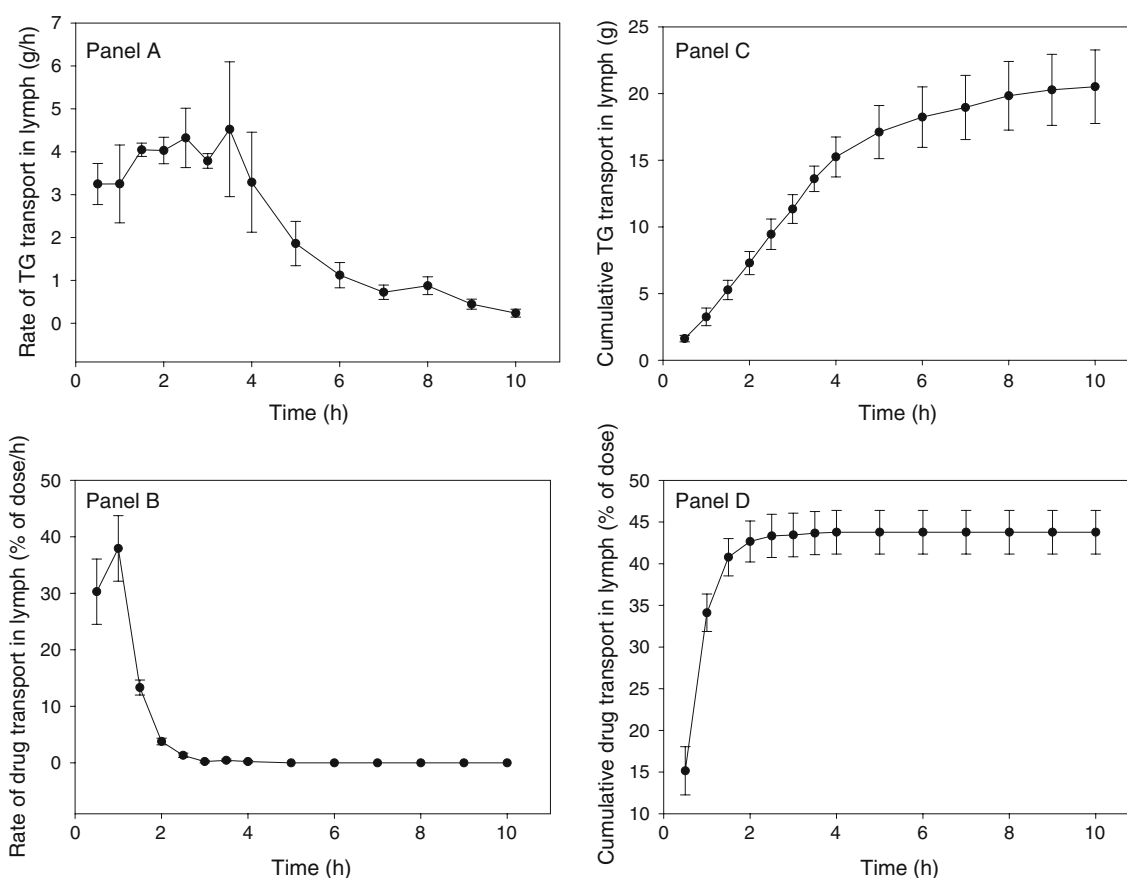 Rate of TG transport in lymph (g/h)
7
6
5
4
3
2
1
0
Panel A
0 2 4 6 8 10
Time (h)
Cumulative TG transport in lymph (g)
25
20
15
10
5
0
Panel C
0 2 4 6 8 10
Time (h)
Rate of drug transport in lymph (% of dose/h)
50
40
30
20
10
0
Panel B
0 2 4 6 8 10
Time (h)
Cumulative drug transport in lymph (% of dose)
50
45
40
35
30
25
20
15
10
Panel D
0 2 4 6 8 10
Time (h)